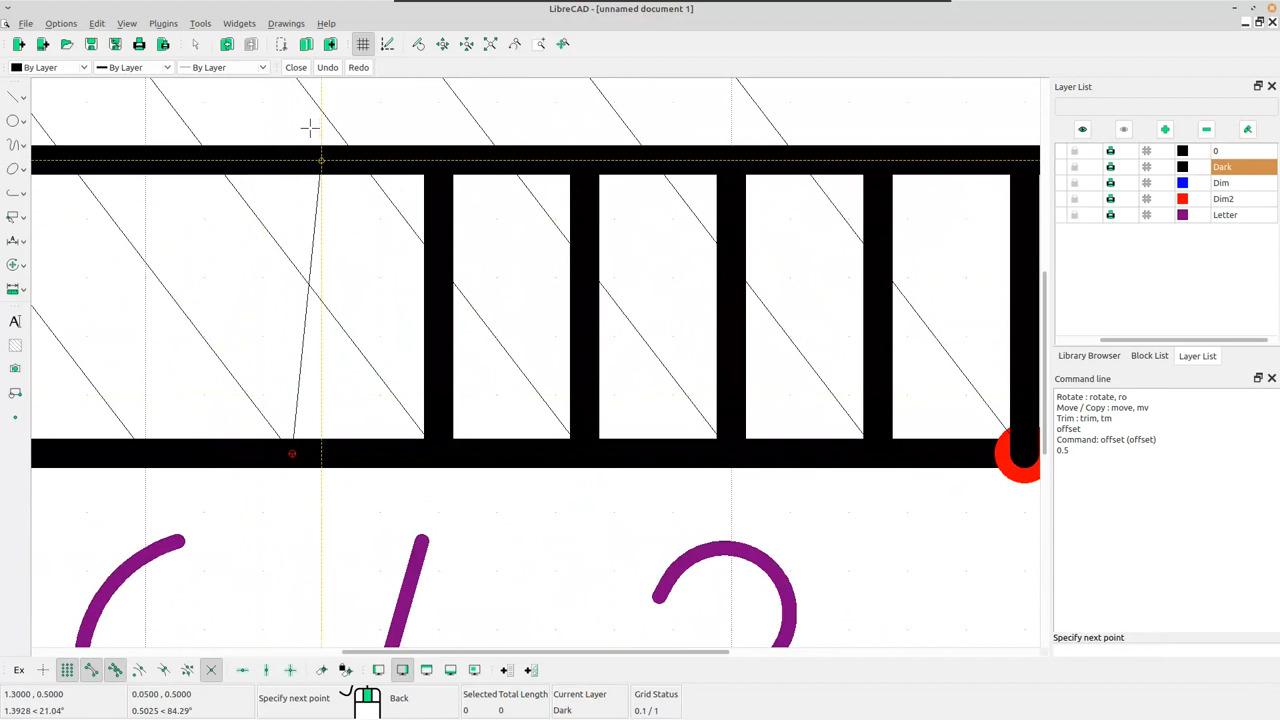 LibreCAD - [unnamed document 1]
File Options Edit View Plugins Tools Widgets Drawings Help
By Layer By Layer By Layer Close Undo Redo
Layer List
0
Dark
Dim
Dim2
Letter
Library Browser Block List Layer List
Command line
Rotate : rotate, ro
Move / Copy : move, mv
Trim : trim, tm
offset
Command: offset (offset)
0.5
Specify next point
A
Ex
1.3000 , 0.5000
1.3928 < 21.04°
0.0500 , 0.5000
0.5025 < 84.29°
Specify next point
Back
Selected Total Length
0 0
Current Layer
Dark
Grid Status
0.1 / 1